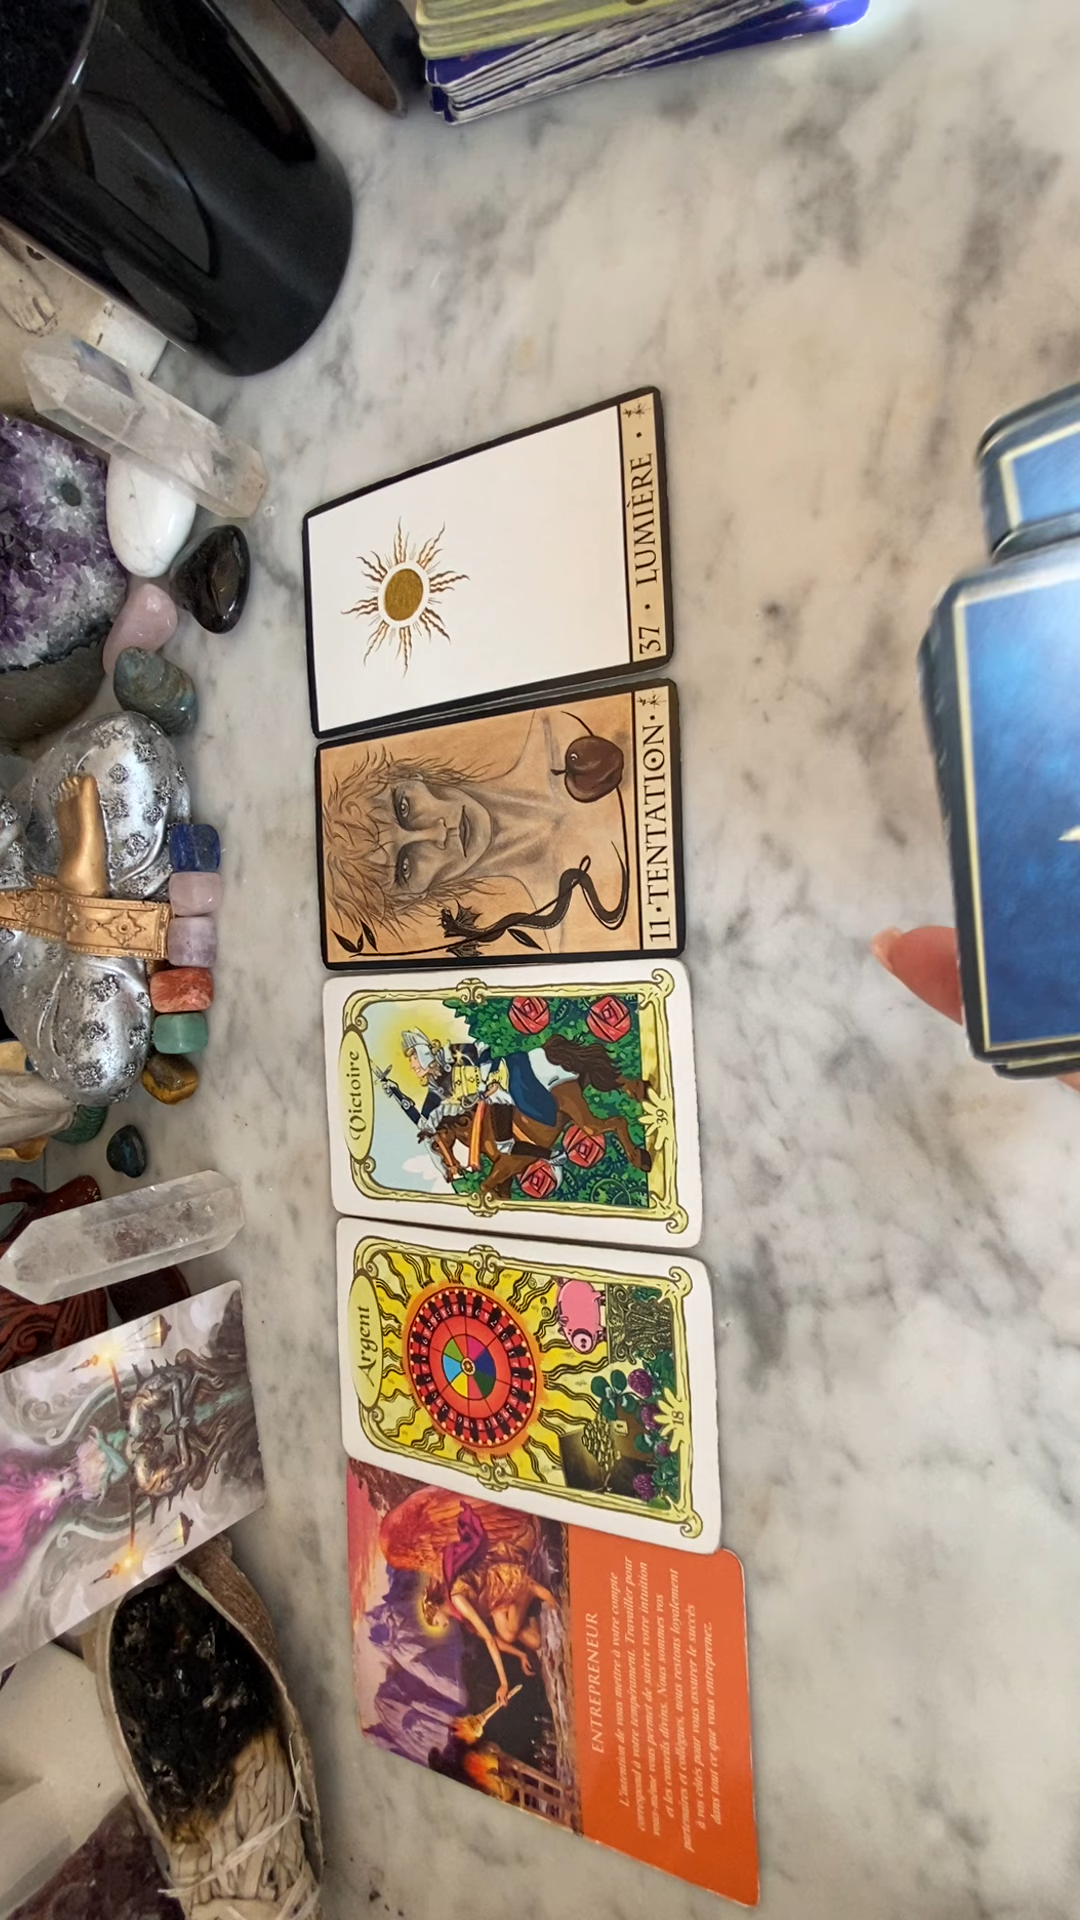 ENTREPRENEUR
L'intention de vous mettre à votre compte
correspond à votre tempérament. Travailler pour
vous-même vous permet de suivre votre intuition
et les conseils divins. Nous sommes vos
partenaires et collègues, nous restons loyalement
à vos côtés pour vous assurer le succès
dans tout ce que vous entreprenez.
Argent
18
Victoire
39
11 • TENTATION •
37 • LUMIÈRE •